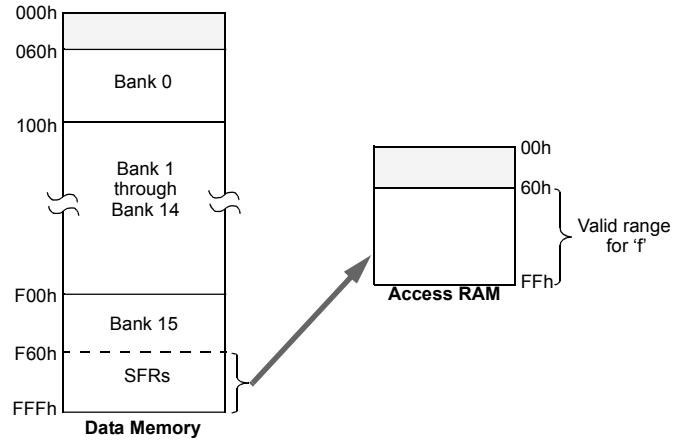 000h
060h
Bank 0
100h
Bank 1
through
Bank 14
F00h
Bank 15
F60h
SFRs
FFFh
Data Memory
00h
60h
Valid range
for ‘f’
FFh
Access RAM